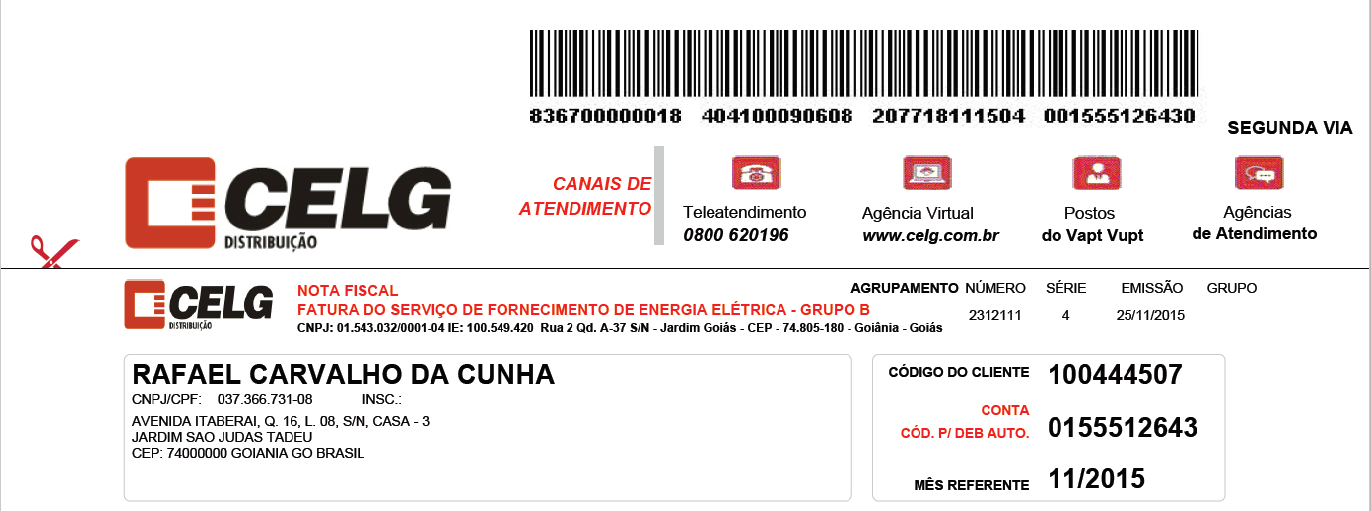 836700000018 404100090608 207718111504 001555126430
SEGUNDA VIA
CELG
DISTRIBUIÇÃO
CANAIS DE
ATENDIMENTO
Teleatendimento
0800 620196
Agência Virtual
www.celg.com.br
Postos
do Vapt Vupt
Agências
de Atendimento
CELG
DISTRIBUIÇÃO
NOTA FISCAL
FATURA DO SERVIÇO DE FORNECIMENTO DE ENERGIA ELÉTRICA - GRUPO B
CNPJ: 01.543.032/0001-04 IE: 100.549.420 Rua 2 Qd. A-37 S/N - Jardim Goiás - CEP - 74.805-180 - Goiânia - Goiás
AGRUPAMENTO NÚMERO SÉRIE EMISSÃO GRUPO
2312111 4 25/11/2015
RAFAEL CARVALHO DA CUNHA
CNPJ/CPF: 037.366.731-08 INSC.:
AVENIDA ITABERAI, Q. 16, L. 08, S/N, CASA - 3
JARDIM SAO JUDAS TADEU
CEP: 74000000 GOIANIA GO BRASIL
CÓDIGO DO CLIENTE 100444507
CONTA
CÓD. P/ DEB AUTO. 0155512643
MÊS REFERENTE 11/2015